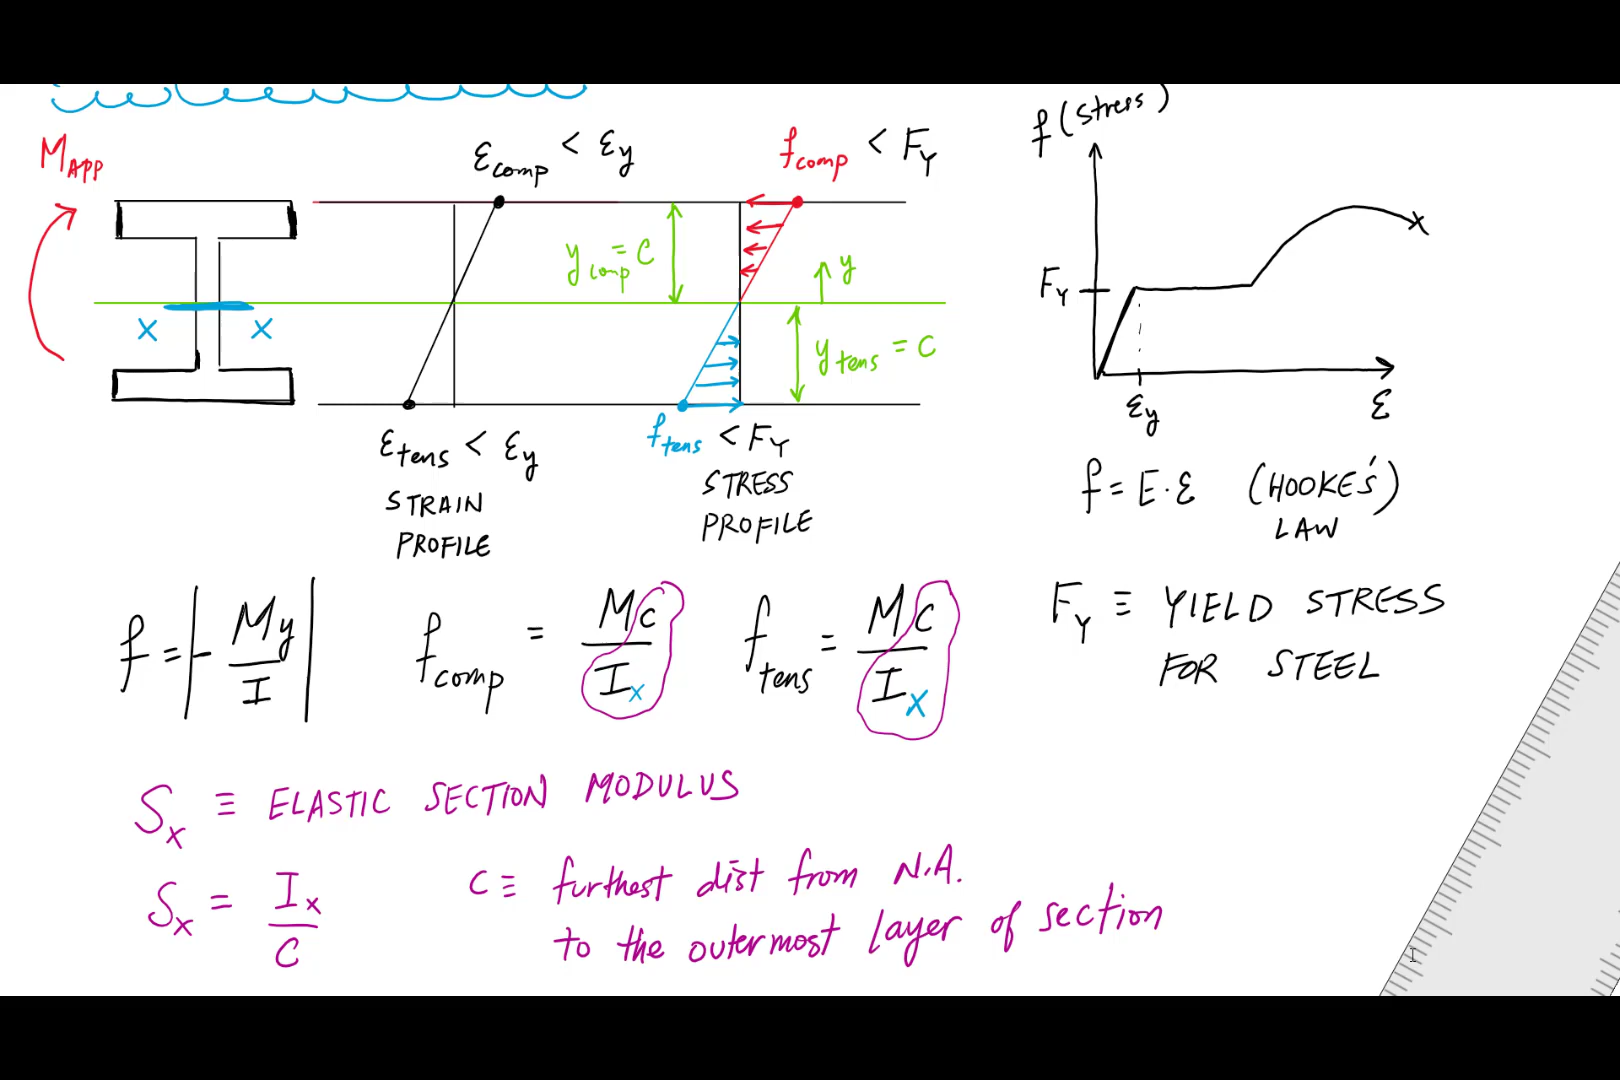 M_APP
ε_comp < ε_y
f_comp < F_Y
f (stress)
y_comp = C
y
F_Y
x x
y_tens = C
ε_y
ε
ε_tens < ε_y
f_tens < F_Y
STRAIN
PROFILE
STRESS
PROFILE
f = E · ε (HOOKE'S)
LAW
f = |- My/I|
f_comp = Mc/I_x
f_tens = Mc/I_x
F_Y ≡ YIELD STRESS
FOR STEEL
S_x ≡ ELASTIC SECTION MODULUS
S_x = I_x/C
C ≡ furthest dist from N.A.
to the outermost layer of section